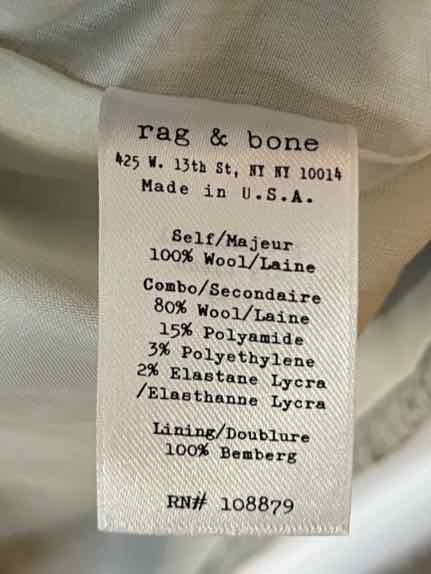 rag & bone
425 W. 13th St, NY NY 10014
Made in U.S.A.
Self/Majeur
100% Wool/Laine
Combo/Secondaire
80% Wool/Laine
15% Polyamide
3% Polyethylene
2% Elastane Lycra
/Elasthanne Lycra
Lining/Doublure
100% Bemberg
RN# 108879